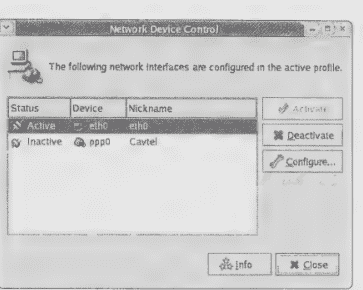 Network Device Control
The following network interfaces are configured in the active profile.
Status Device Nickname
Active eth0 eth0
Inactive ppp0 Cavtel
Activate
Deactivate
Configure...
Info
Close